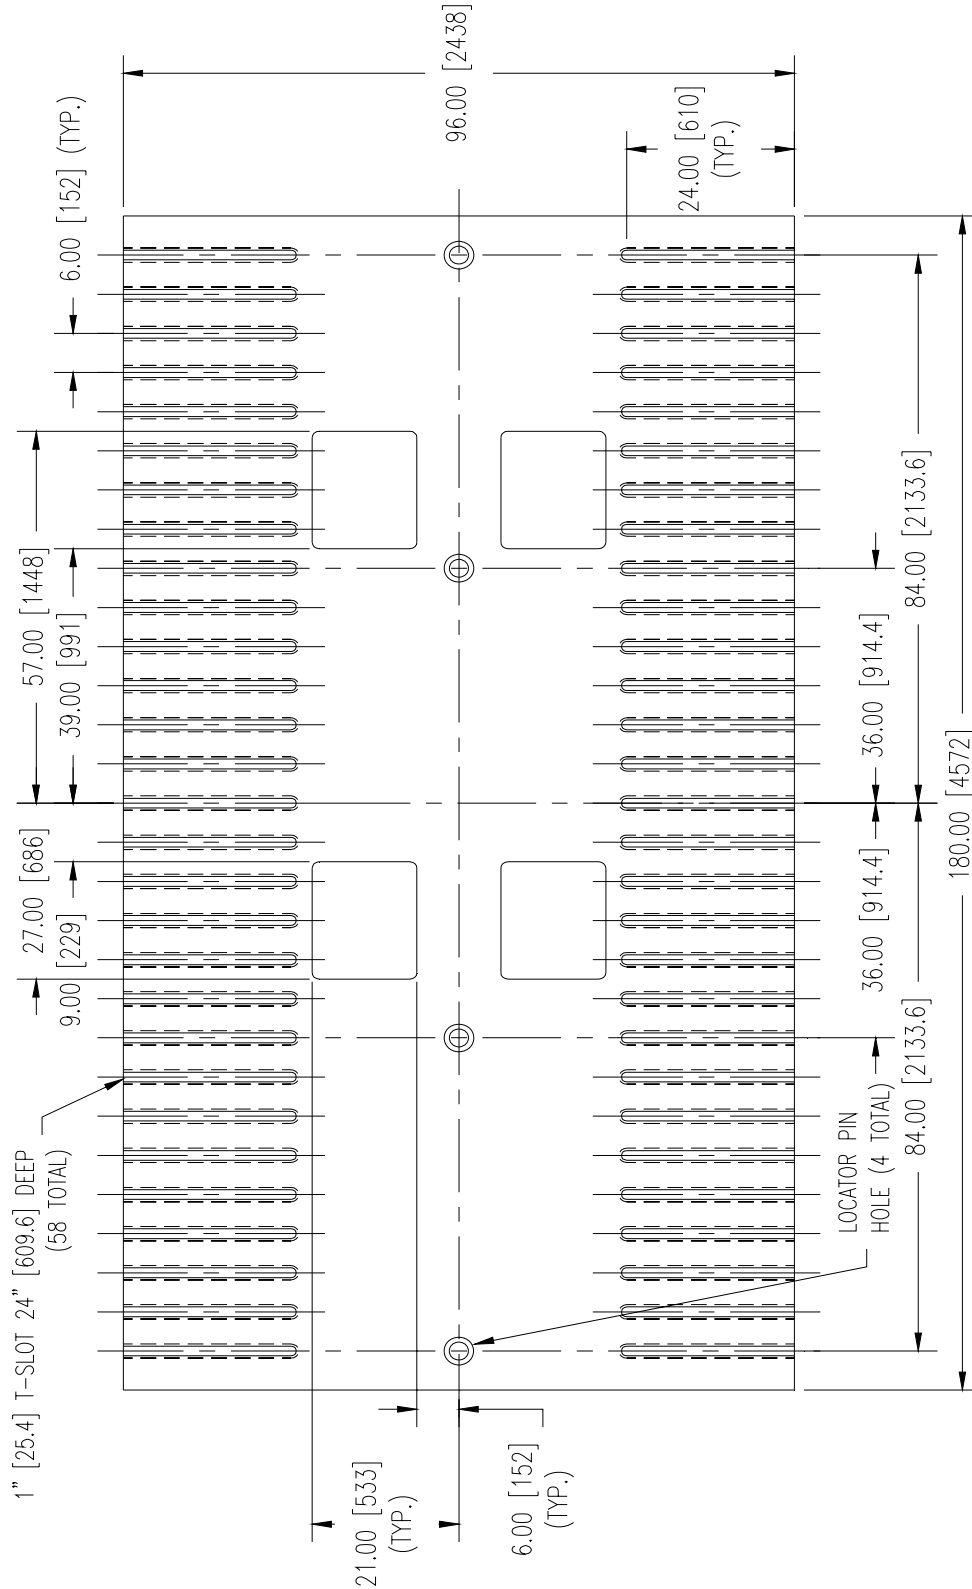 1" [25.4] T-SLOT 24" [609.6] DEEP
(58 TOTAL)
27.00 [686]
9.00 [229]
57.00 [1448]
39.00 [991]
6.00 [152] (TYP.)
21.00 [533]
(TYP.)
6.00 [152]
(TYP.)
96.00 [2438]
24.00 [610]
(TYP.)
LOCATOR PIN
HOLE (4 TOTAL)
36.00 [914.4]
36.00 [914.4]
84.00 [2133.6]
84.00 [2133.6]
180.00 [4572]